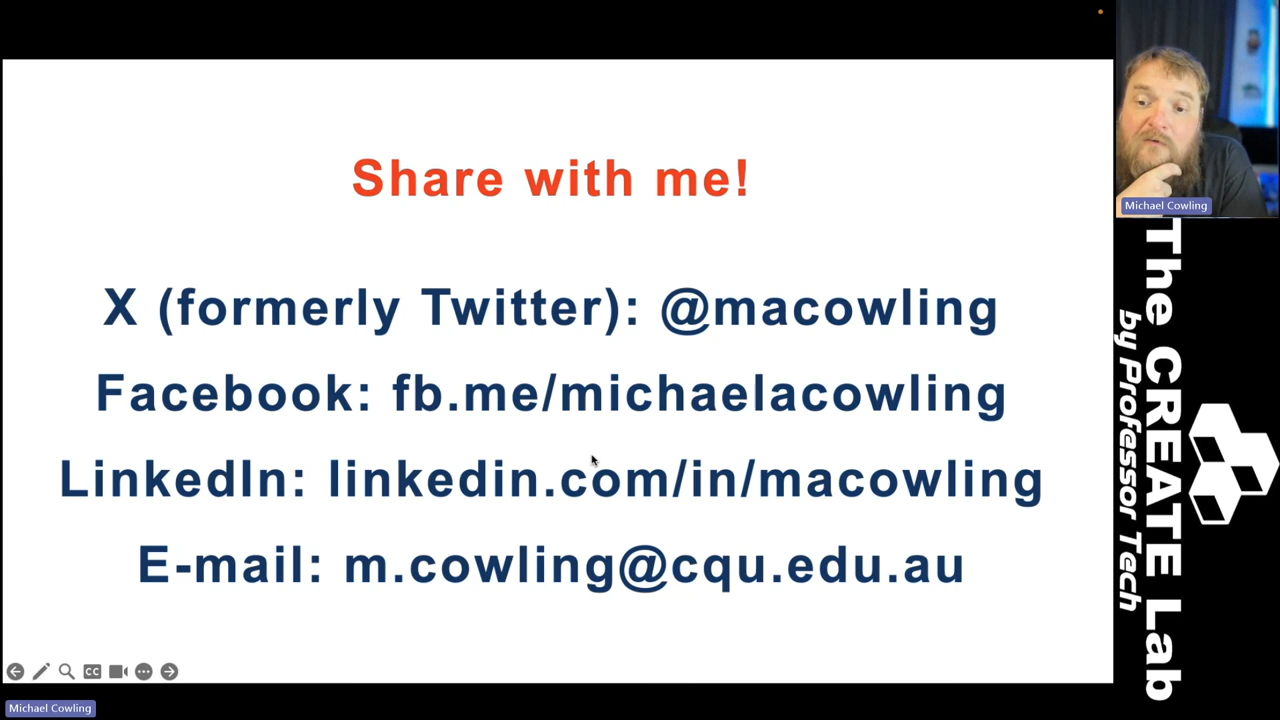 Share with me!
X (formerly Twitter): @macowling
Facebook: fb.me/michaelacowling
LinkedIn: linkedin.com/in/macowling
E-mail: m.cowling@cqu.edu.au
CC
Michael Cowling
Michael Cowling
The CREATE Lab
by Professor Tech